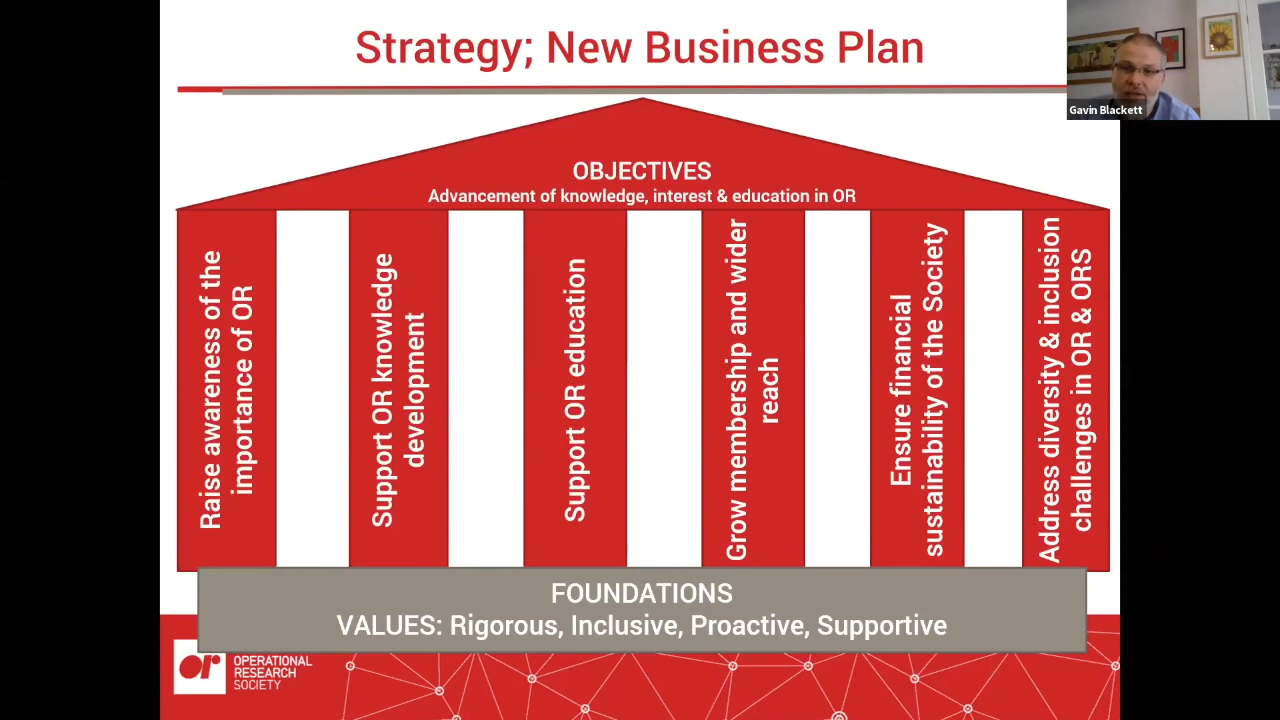 Strategy; New Business Plan
Gavin Blackett
OBJECTIVES
Advancement of knowledge, interest & education in OR
Raise awareness of the
importance of OR
Support OR knowledge
development
Support OR education
Grow membership and wider
reach
Ensure financial
sustainability of the Society
Address diversity & inclusion
challenges in OR & ORS
FOUNDATIONS
VALUES: Rigorous, Inclusive, Proactive, Supportive
or
OPERATIONAL
RESEARCH
SOCIETY